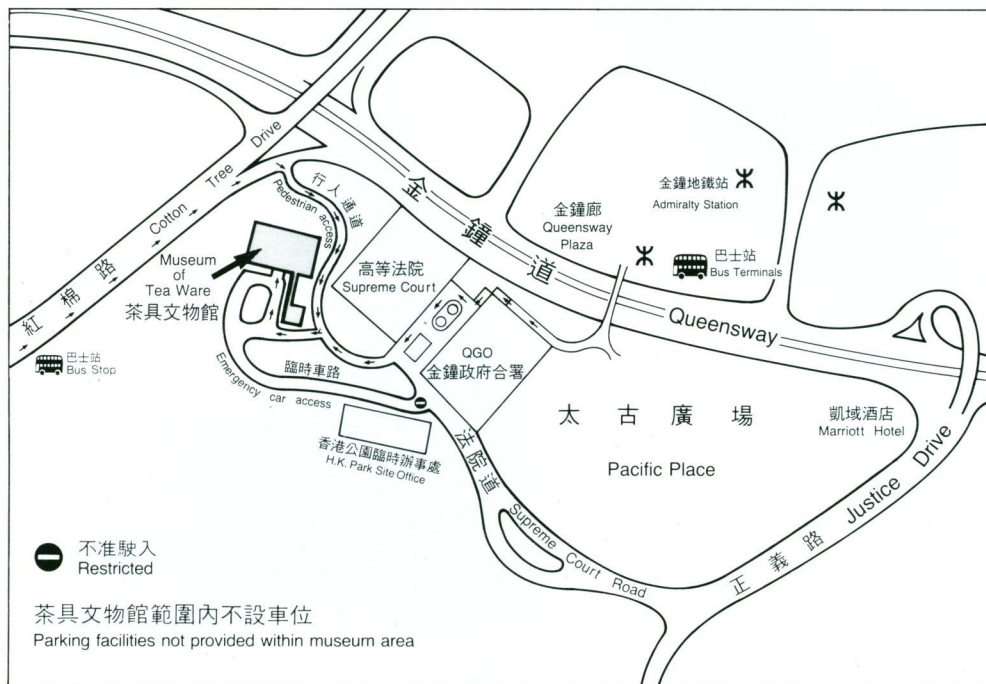 Cotton Tree Drive
紅棉路
行人通道
Pedestrian access
金鐘道
Queensway
金鐘地鐵站
Admiralty Station
金鐘廊
Queensway
Plaza
巴士站
Bus Terminals
Museum
of
Tea Ware
茶具文物館
高等法院
Supreme Court
QGO
金鐘政府合署
巴士站
Bus Stop
臨時車路
Emergency car access
香港公園臨時辦事處
H.K. Park Site Office
太古廣場
Pacific Place
凱域酒店
Marriott Hotel
法院道
Supreme Court Road
正義路
Justice Drive
不准駛入
Restricted
茶具文物館範圍內不設車位
Parking facilities not provided within museum area